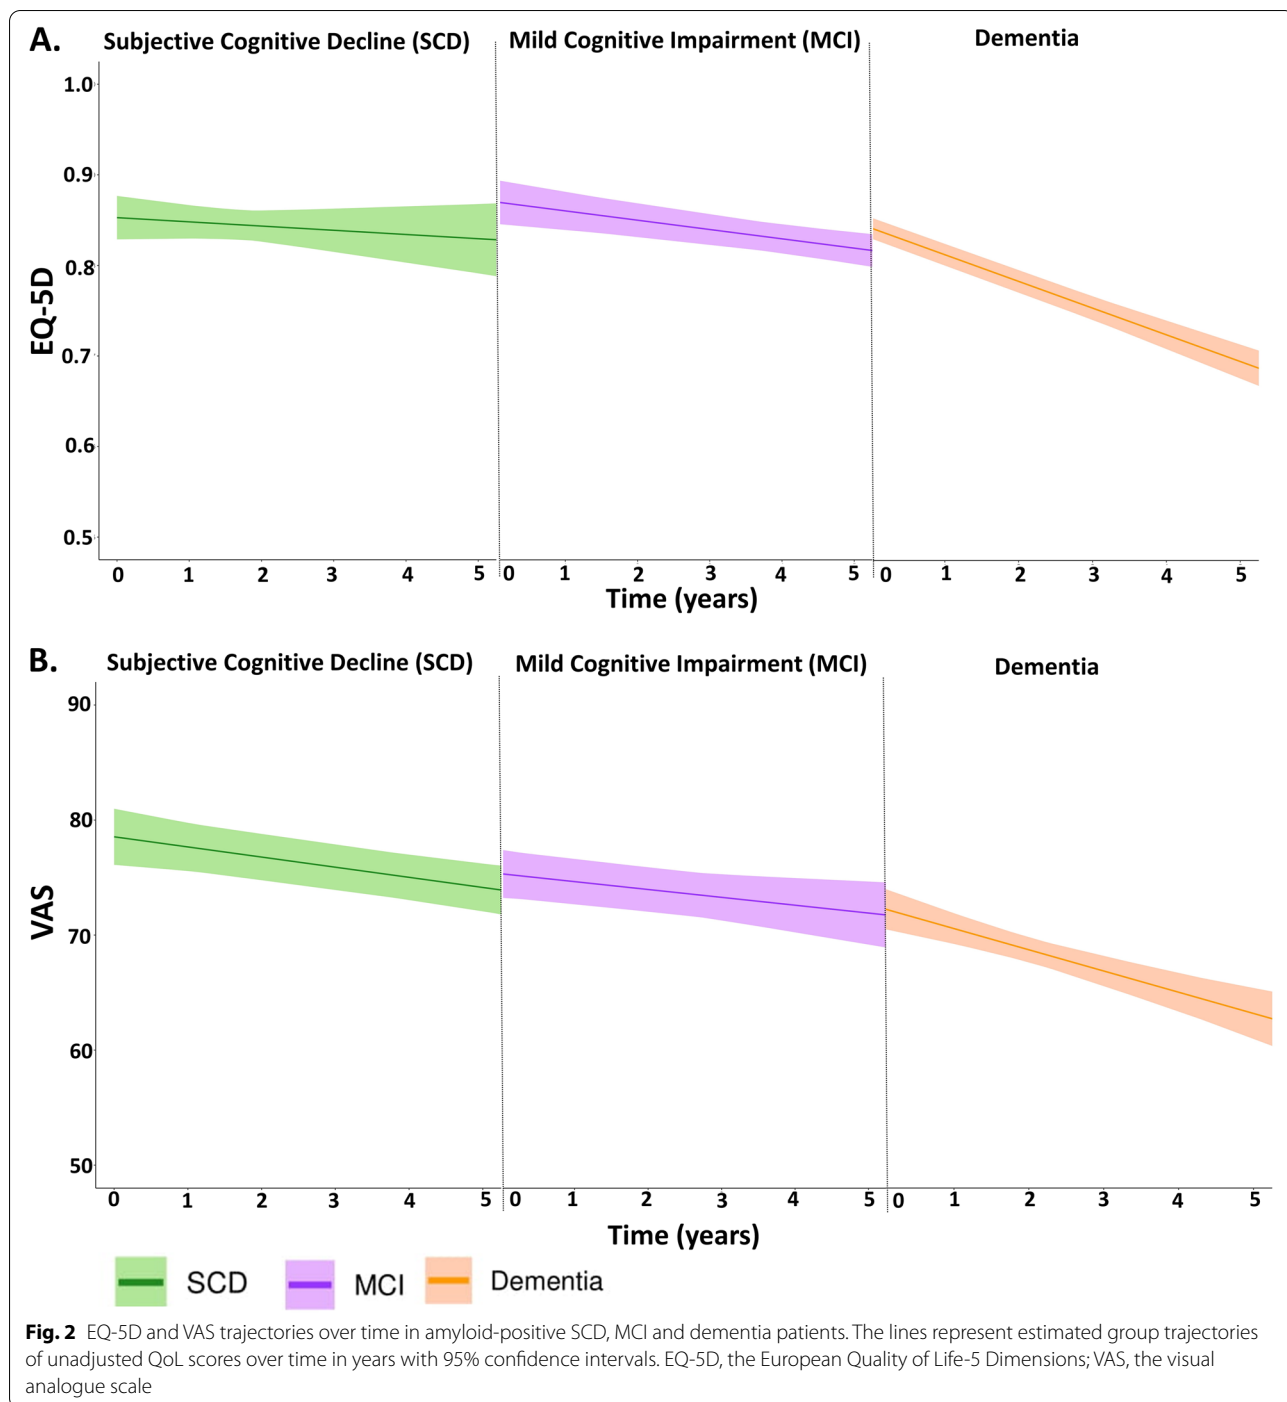 A.
Subjective Cognitive Decline (SCD) Mild Cognitive Impairment (MCI) Dementia
1.0
0.9
0.8
0.7
0.6
0.5
EQ-5D
0 1 2 3 4 5 0 1 2 3 4 5 0 1 2 3 4 5
Time (years)
B.
Subjective Cognitive Decline (SCD) Mild Cognitive Impairment (MCI) Dementia
90
80
70
60
50
VAS
0 1 2 3 4 5 0 1 2 3 4 5 0 1 2 3 4 5
Time (years)
SCD MCI Dementia
Fig. 2 EQ-5D and VAS trajectories over time in amyloid-positive SCD, MCI and dementia patients. The lines represent estimated group trajectories
of unadjusted QoL scores over time in years with 95% confidence intervals. EQ-5D, the European Quality of Life-5 Dimensions; VAS, the visual
analogue scale